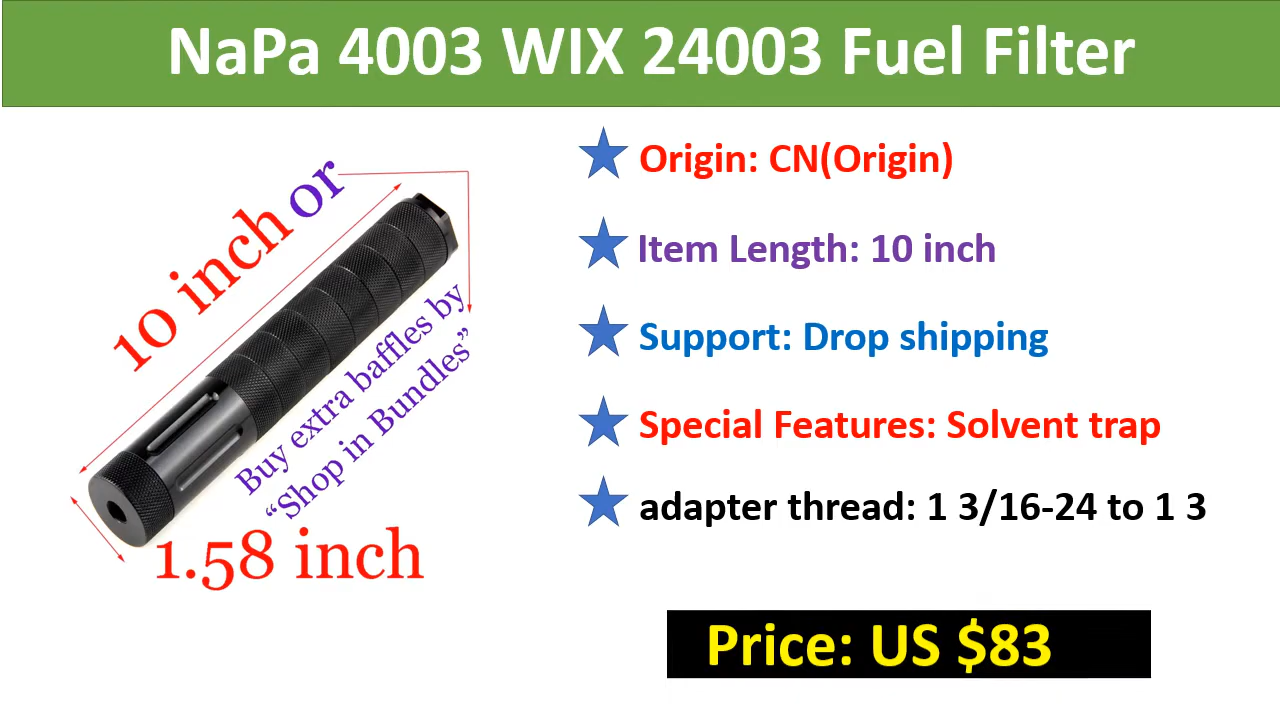 NaPa 4003 WIX 24003 Fuel Filter
10 inch or
Buy extra baffles by
“Shop in Bundles”
1.58 inch
Origin: CN(Origin)
Item Length: 10 inch
Support: Drop shipping
Special Features: Solvent trap
adapter thread: 1 3/16-24 to 1 3
Price: US $83